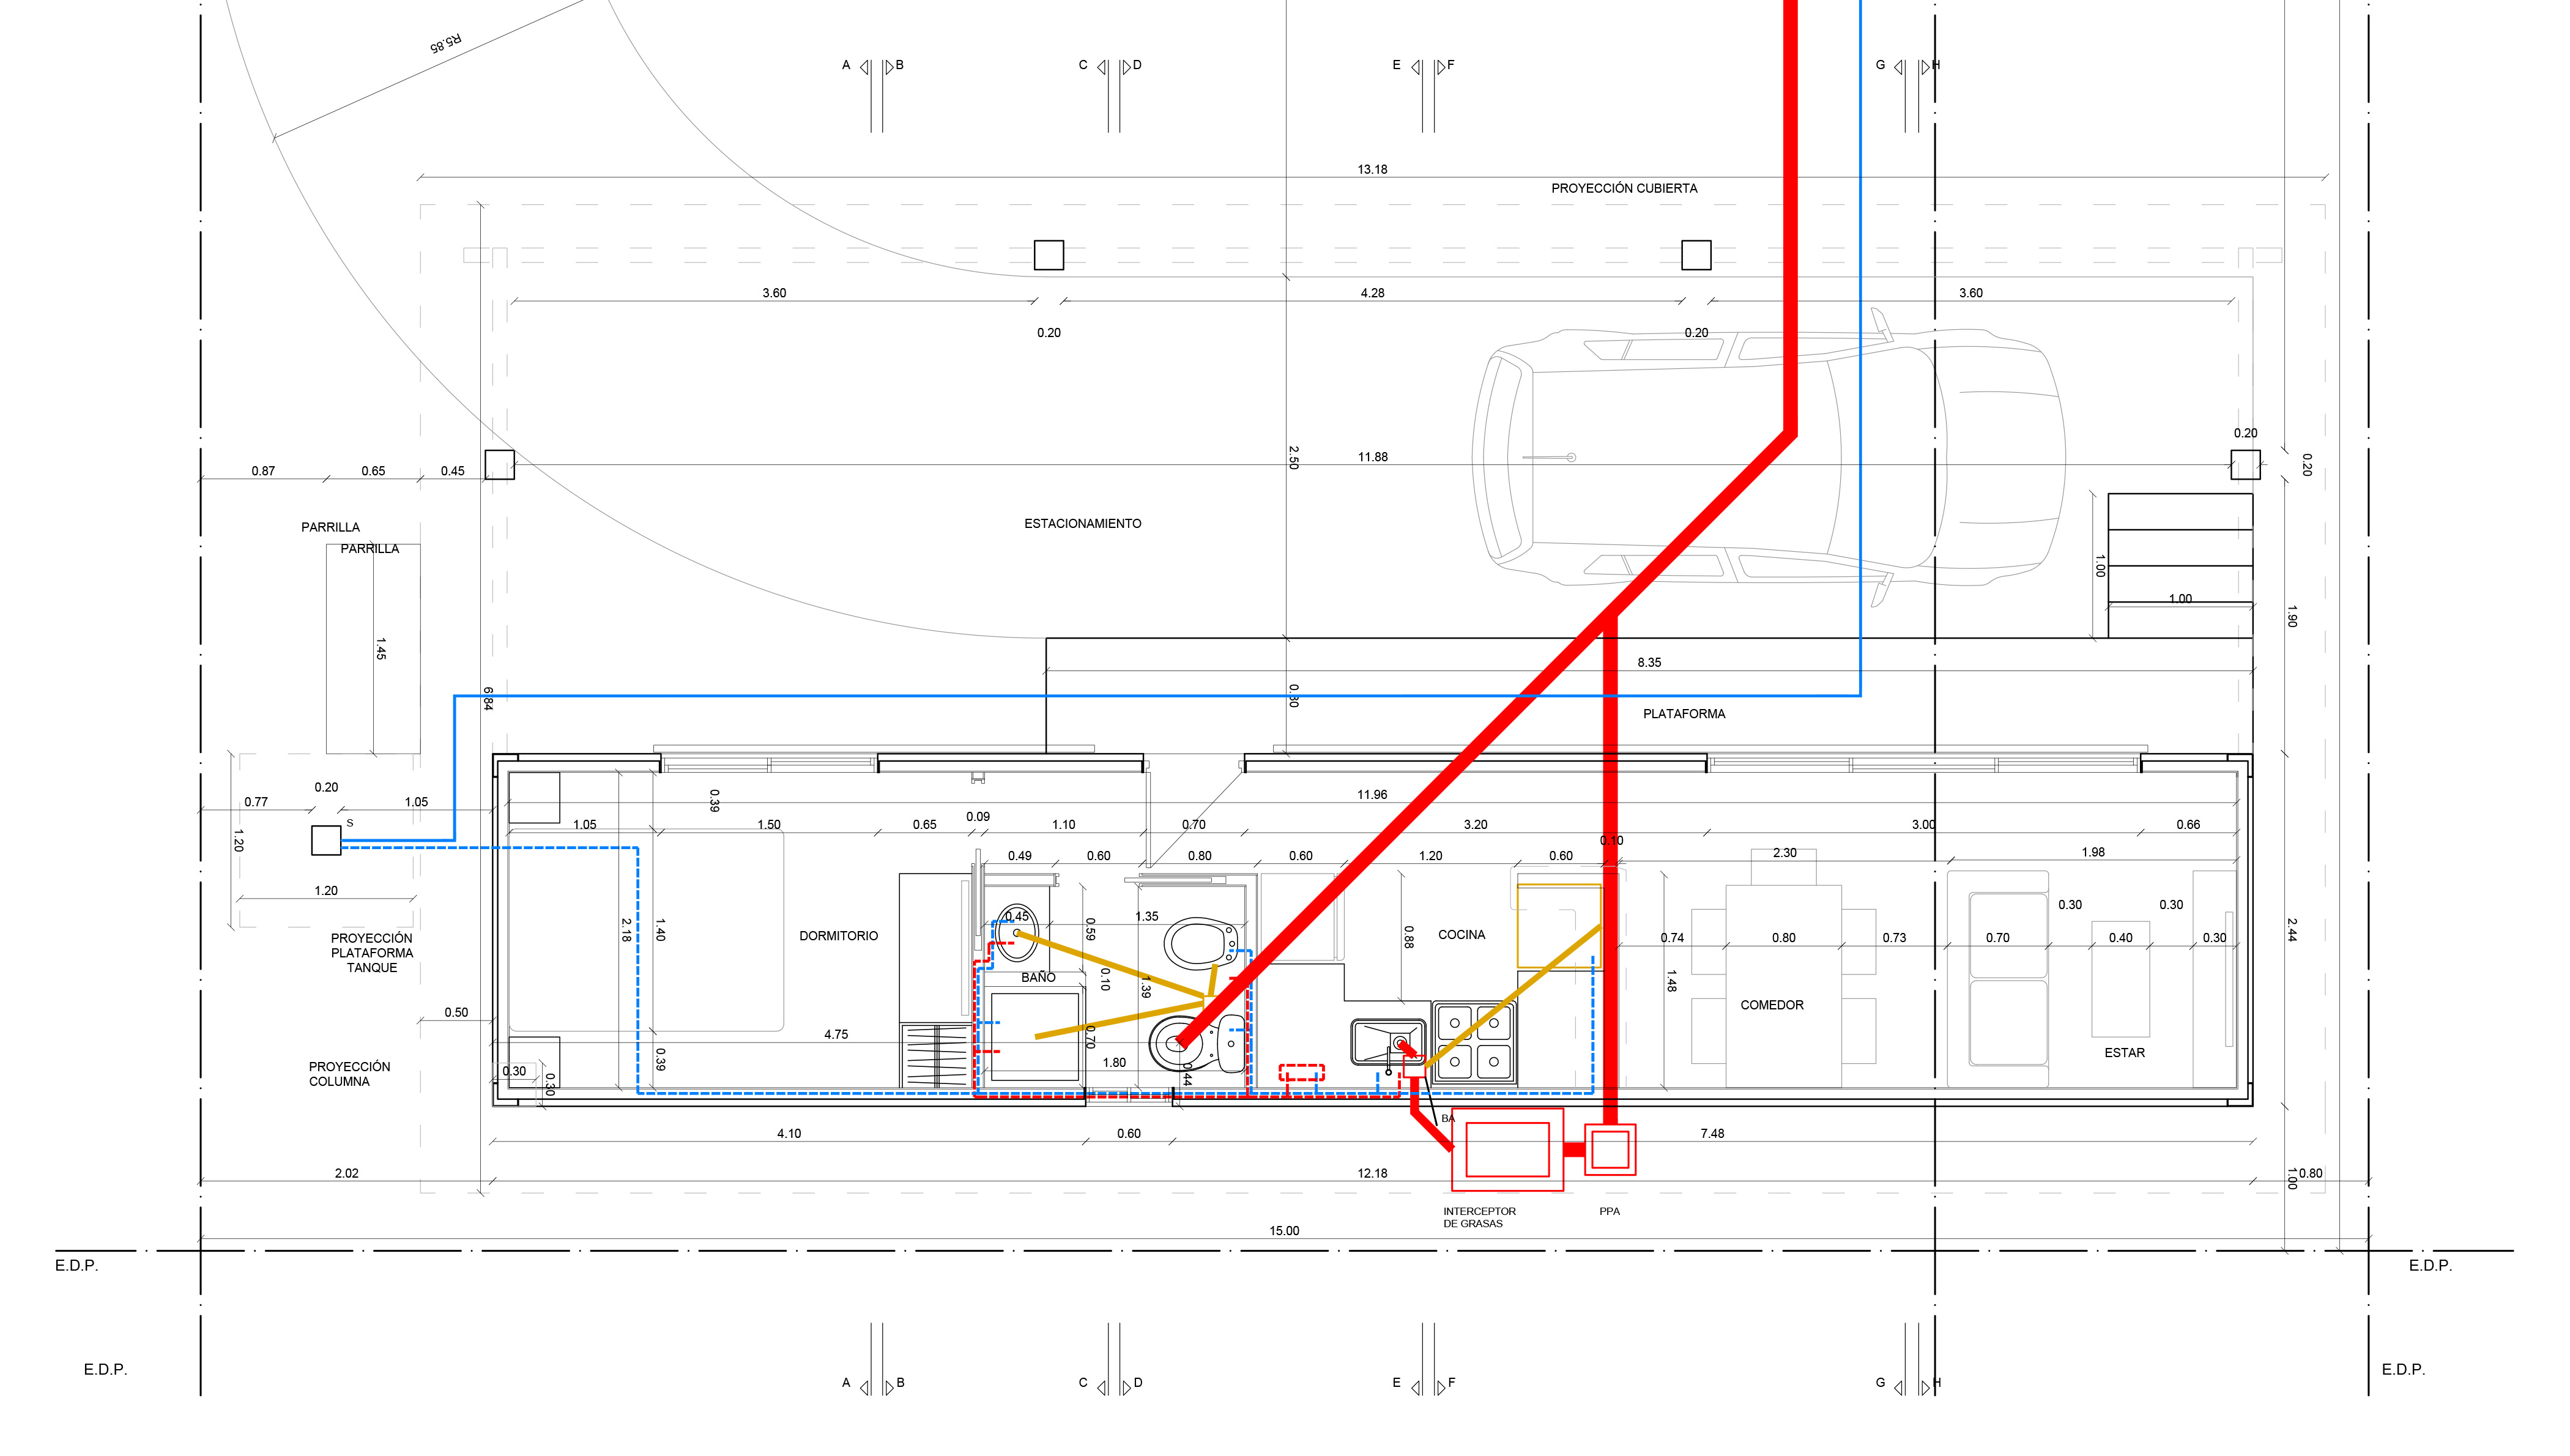 R5.85
A B
C D
E F
G H
13.18
PROYECCIÓN CUBIERTA
3.60
4.28
3.60
0.20
0.20
0.20
0.87
0.65
0.45
2.50
11.88
0.20
PARRILLA
PARRILLA
ESTACIONAMIENTO
1.00
1.00
1.90
1.45
8.35
6.84
0.80
PLATAFORMA
0.20
0.77
1.05
S
0.39
11.96
1.05
1.50
0.65
0.09
1.10
0.70
3.20
3.00
0.66
0.10
1.20
0.49
0.60
0.80
0.60
1.20
0.60
2.30
1.98
1.20
0.45
1.35
0.30
0.30
2.18
1.40
DORMITORIO
0.59
0.88
COCINA
0.74
0.80
0.73
0.70
0.40
0.30
2.44
PROYECCIÓN
PLATAFORMA
TANQUE
BAÑO
0.10
1.39
1.48
COMEDOR
0.50
4.75
0.70
ESTAR
PROYECCIÓN
COLUMNA
0.30
0.30
0.39
1.80
0.44
BA
4.10
0.60
7.48
2.02
12.18
1.00
0.80
INTERCEPTOR
DE GRASAS
PPA
15.00
E.D.P.
E.D.P.
E.D.P.
E.D.P.
A B
C D
E F
G H